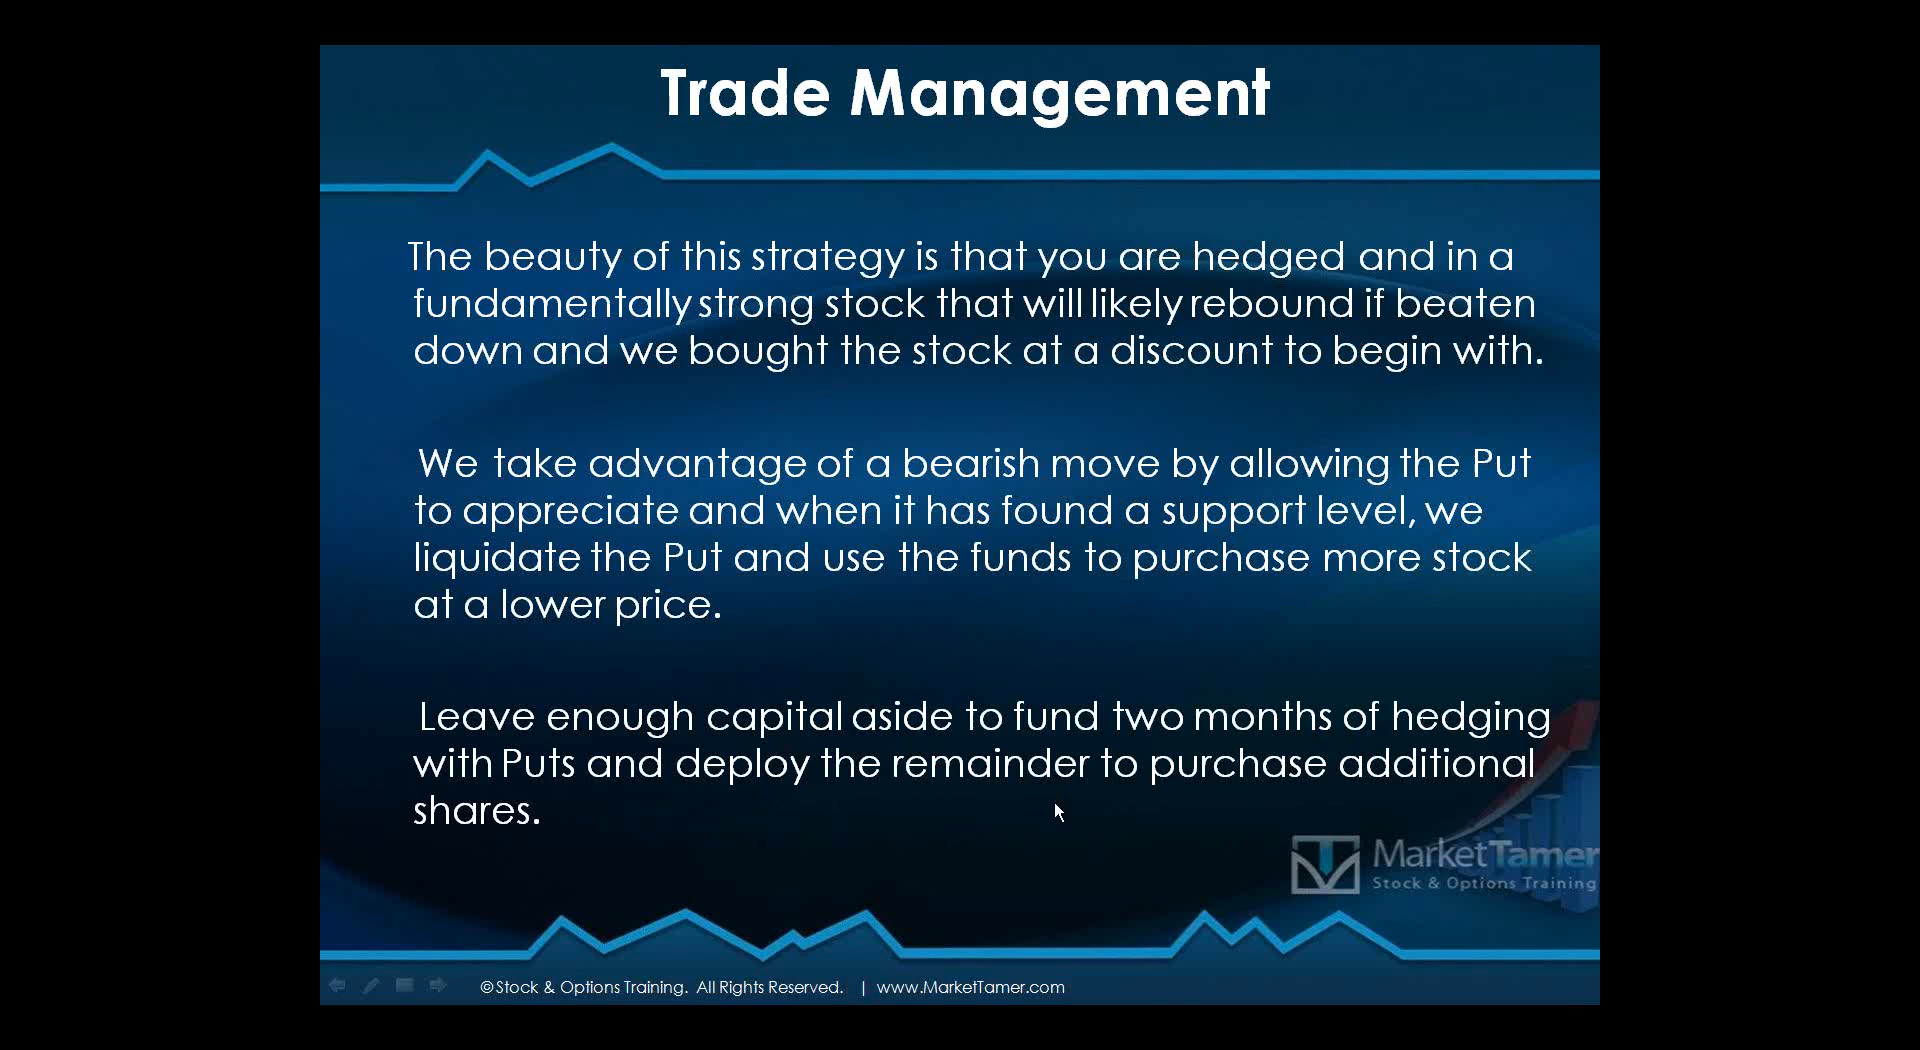 Trade Management
The beauty of this strategy is that you are hedged and in a
fundamentally strong stock that will likely rebound if beaten
down and we bought the stock at a discount to begin with.
We take advantage of a bearish move by allowing the Put
to appreciate and when it has found a support level, we
liquidate the Put and use the funds to purchase more stock
at a lower price.
Leave enough capital aside to fund two months of hedging
with Puts and deploy the remainder to purchase additional
shares.
MarketTamer
Stock & Options Training
©Stock & Options Training. All Rights Reserved. | www.MarketTamer.com